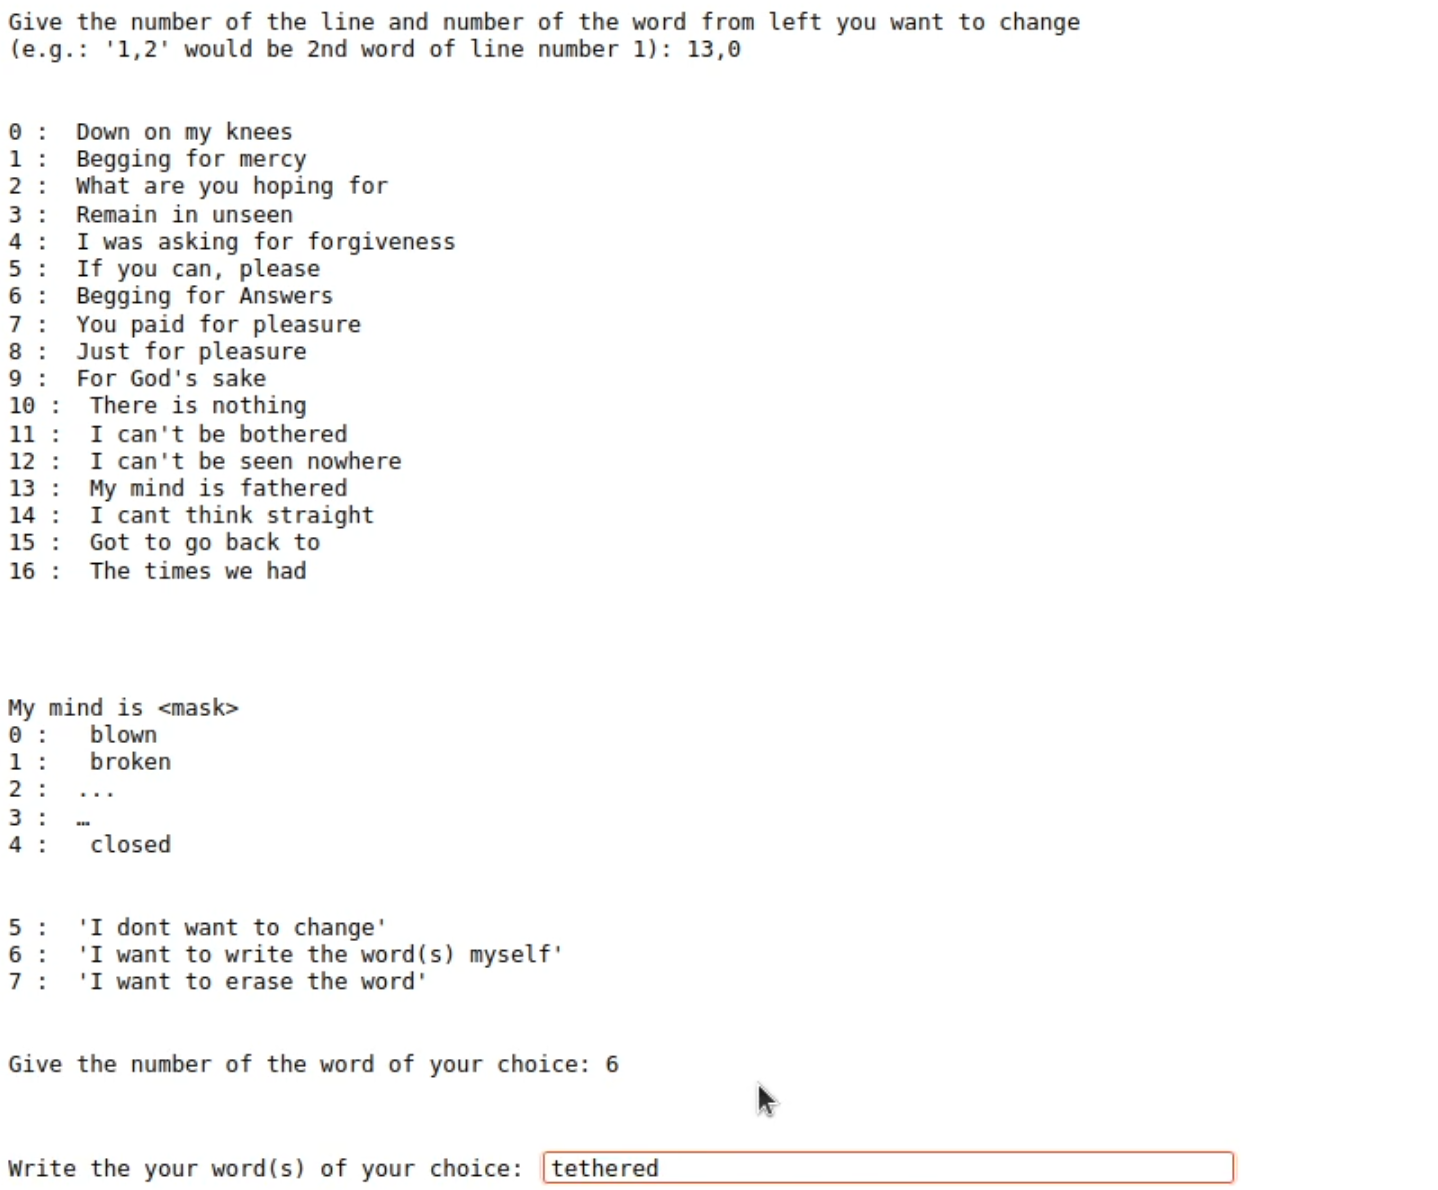 Give the number of the line and number of the word from left you want to change
(e.g.: '1,2' would be 2nd word of line number 1): 13,0
0 :  Down on my knees
1 :  Begging for mercy
2 :  What are you hoping for
3 :  Remain in unseen
4 :  I was asking for forgiveness
5 :  If you can, please
6 :  Begging for Answers
7 :  You paid for pleasure
8 :  Just for pleasure
9 :  For God's sake
10 :  There is nothing
11 :  I can't be bothered
12 :  I can't be seen nowhere
13 :  My mind is fathered
14 :  I cant think straight
15 :  Got to go back to
16 :  The times we had
My mind is <mask>
0 :   blown
1 :   broken
2 :  ...
3 :  …
4 :   closed
5 :  'I dont want to change'
6 :  'I want to write the word(s) myself'
7 :  'I want to erase the word'
Give the number of the word of your choice: 6
Write the your word(s) of your choice: tethered